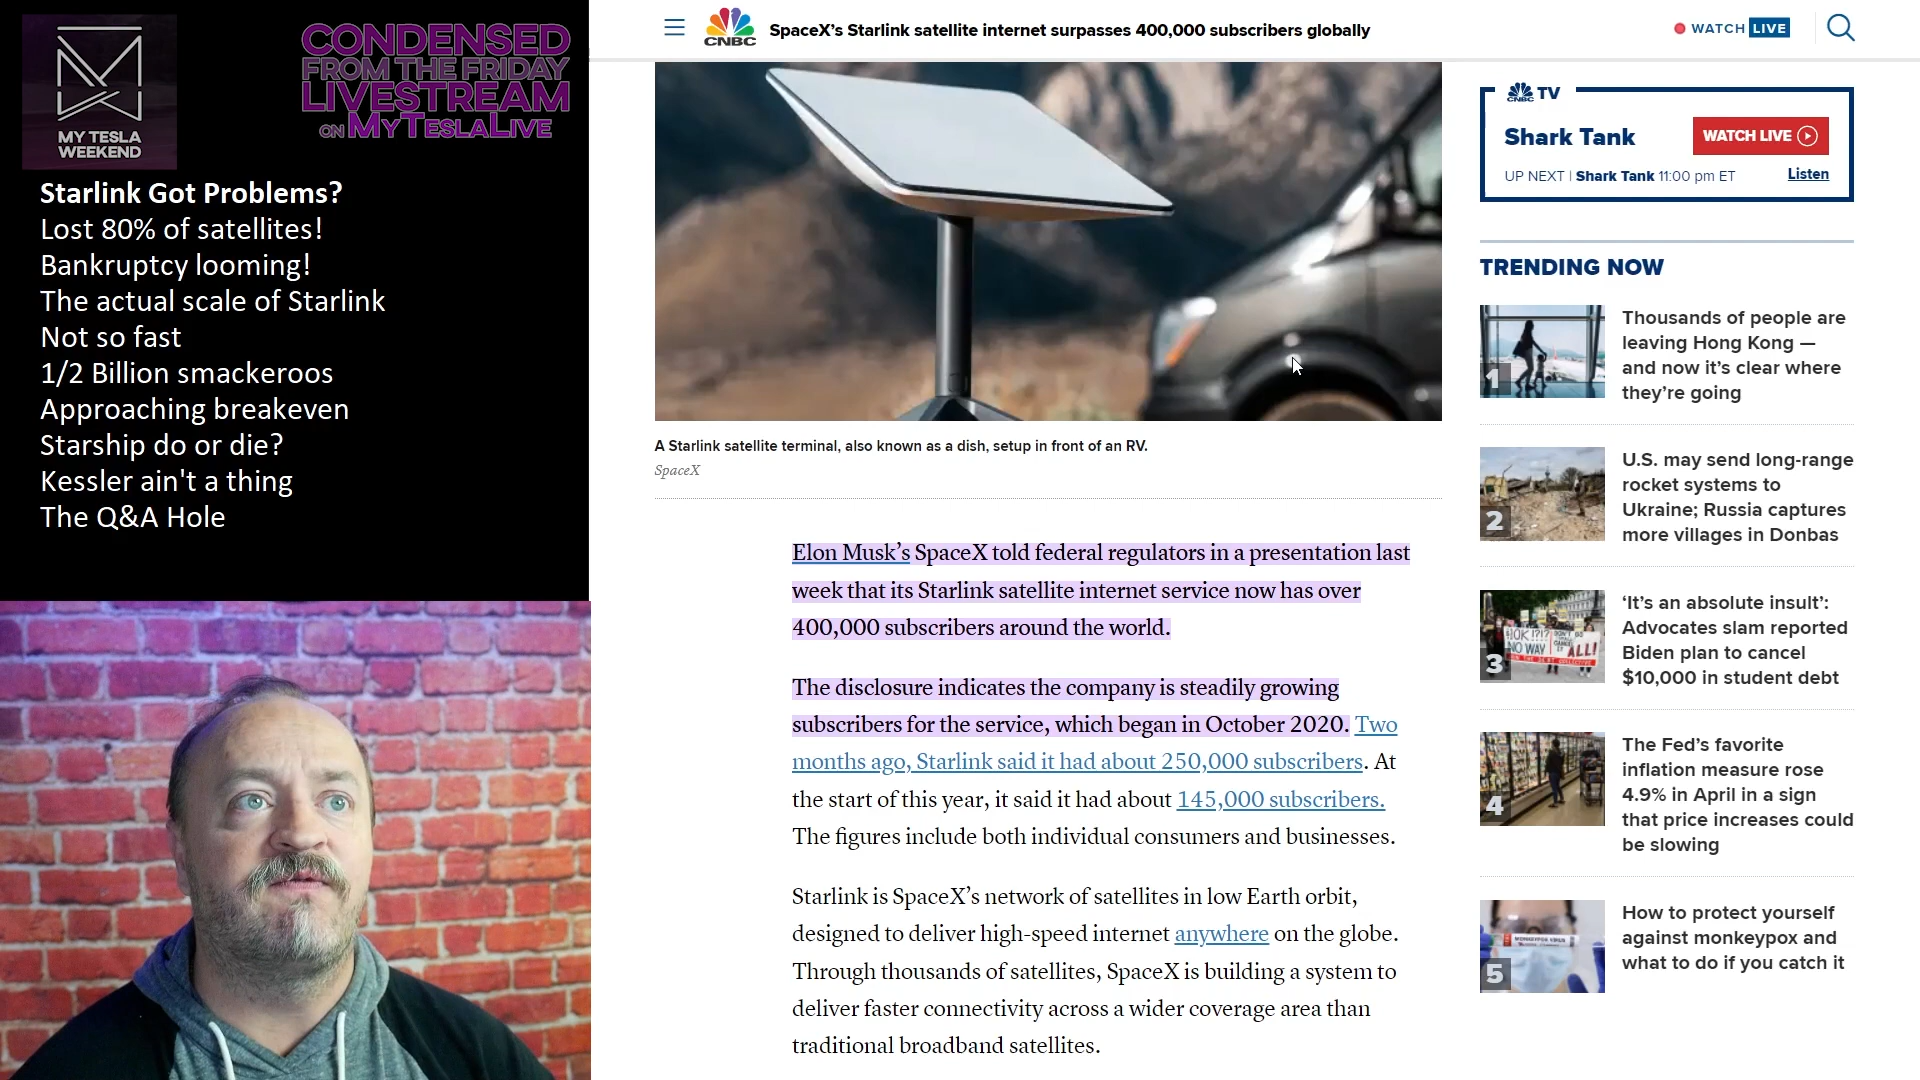 MY TESLA
WEEKEND
CONDENSED
FROM THE FRIDAY
LIVESTREAM
ON MYTESLALIVE
Starlink Got Problems?
Lost 80% of satellites!
Bankruptcy looming!
The actual scale of Starlink
Not so fast
1/2 Billion smackeroos
Approaching breakeven
Starship do or die?
Kessler ain't a thing
The Q&A Hole
CNBC
SpaceX’s Starlink satellite internet surpasses 400,000 subscribers globally
WATCH LIVE
A Starlink satellite terminal, also known as a dish, setup in front of an RV.
SpaceX
Elon Musk’s SpaceX told federal regulators in a presentation last
week that its Starlink satellite internet service now has over
400,000 subscribers around the world.
The disclosure indicates the company is steadily growing
subscribers for the service, which began in October 2020. Two
months ago, Starlink said it had about 250,000 subscribers. At
the start of this year, it said it had about 145,000 subscribers.
The figures include both individual consumers and businesses.
Starlink is SpaceX’s network of satellites in low Earth orbit,
designed to deliver high-speed internet anywhere on the globe.
Through thousands of satellites, SpaceX is building a system to
deliver faster connectivity across a wider coverage area than
traditional broadband satellites.
CNBC TV
Shark Tank
WATCH LIVE
UP NEXT | Shark Tank 11:00 pm ET
Listen
TRENDING NOW
1
Thousands of people are
leaving Hong Kong —
and now it’s clear where
they’re going
2
U.S. may send long-range
rocket systems to
Ukraine; Russia captures
more villages in Donbas
3
‘It’s an absolute insult’:
Advocates slam reported
Biden plan to cancel
$10,000 in student debt
4
The Fed’s favorite
inflation measure rose
4.9% in April in a sign
that price increases could
be slowing
5
How to protect yourself
against monkeypox and
what to do if you catch it